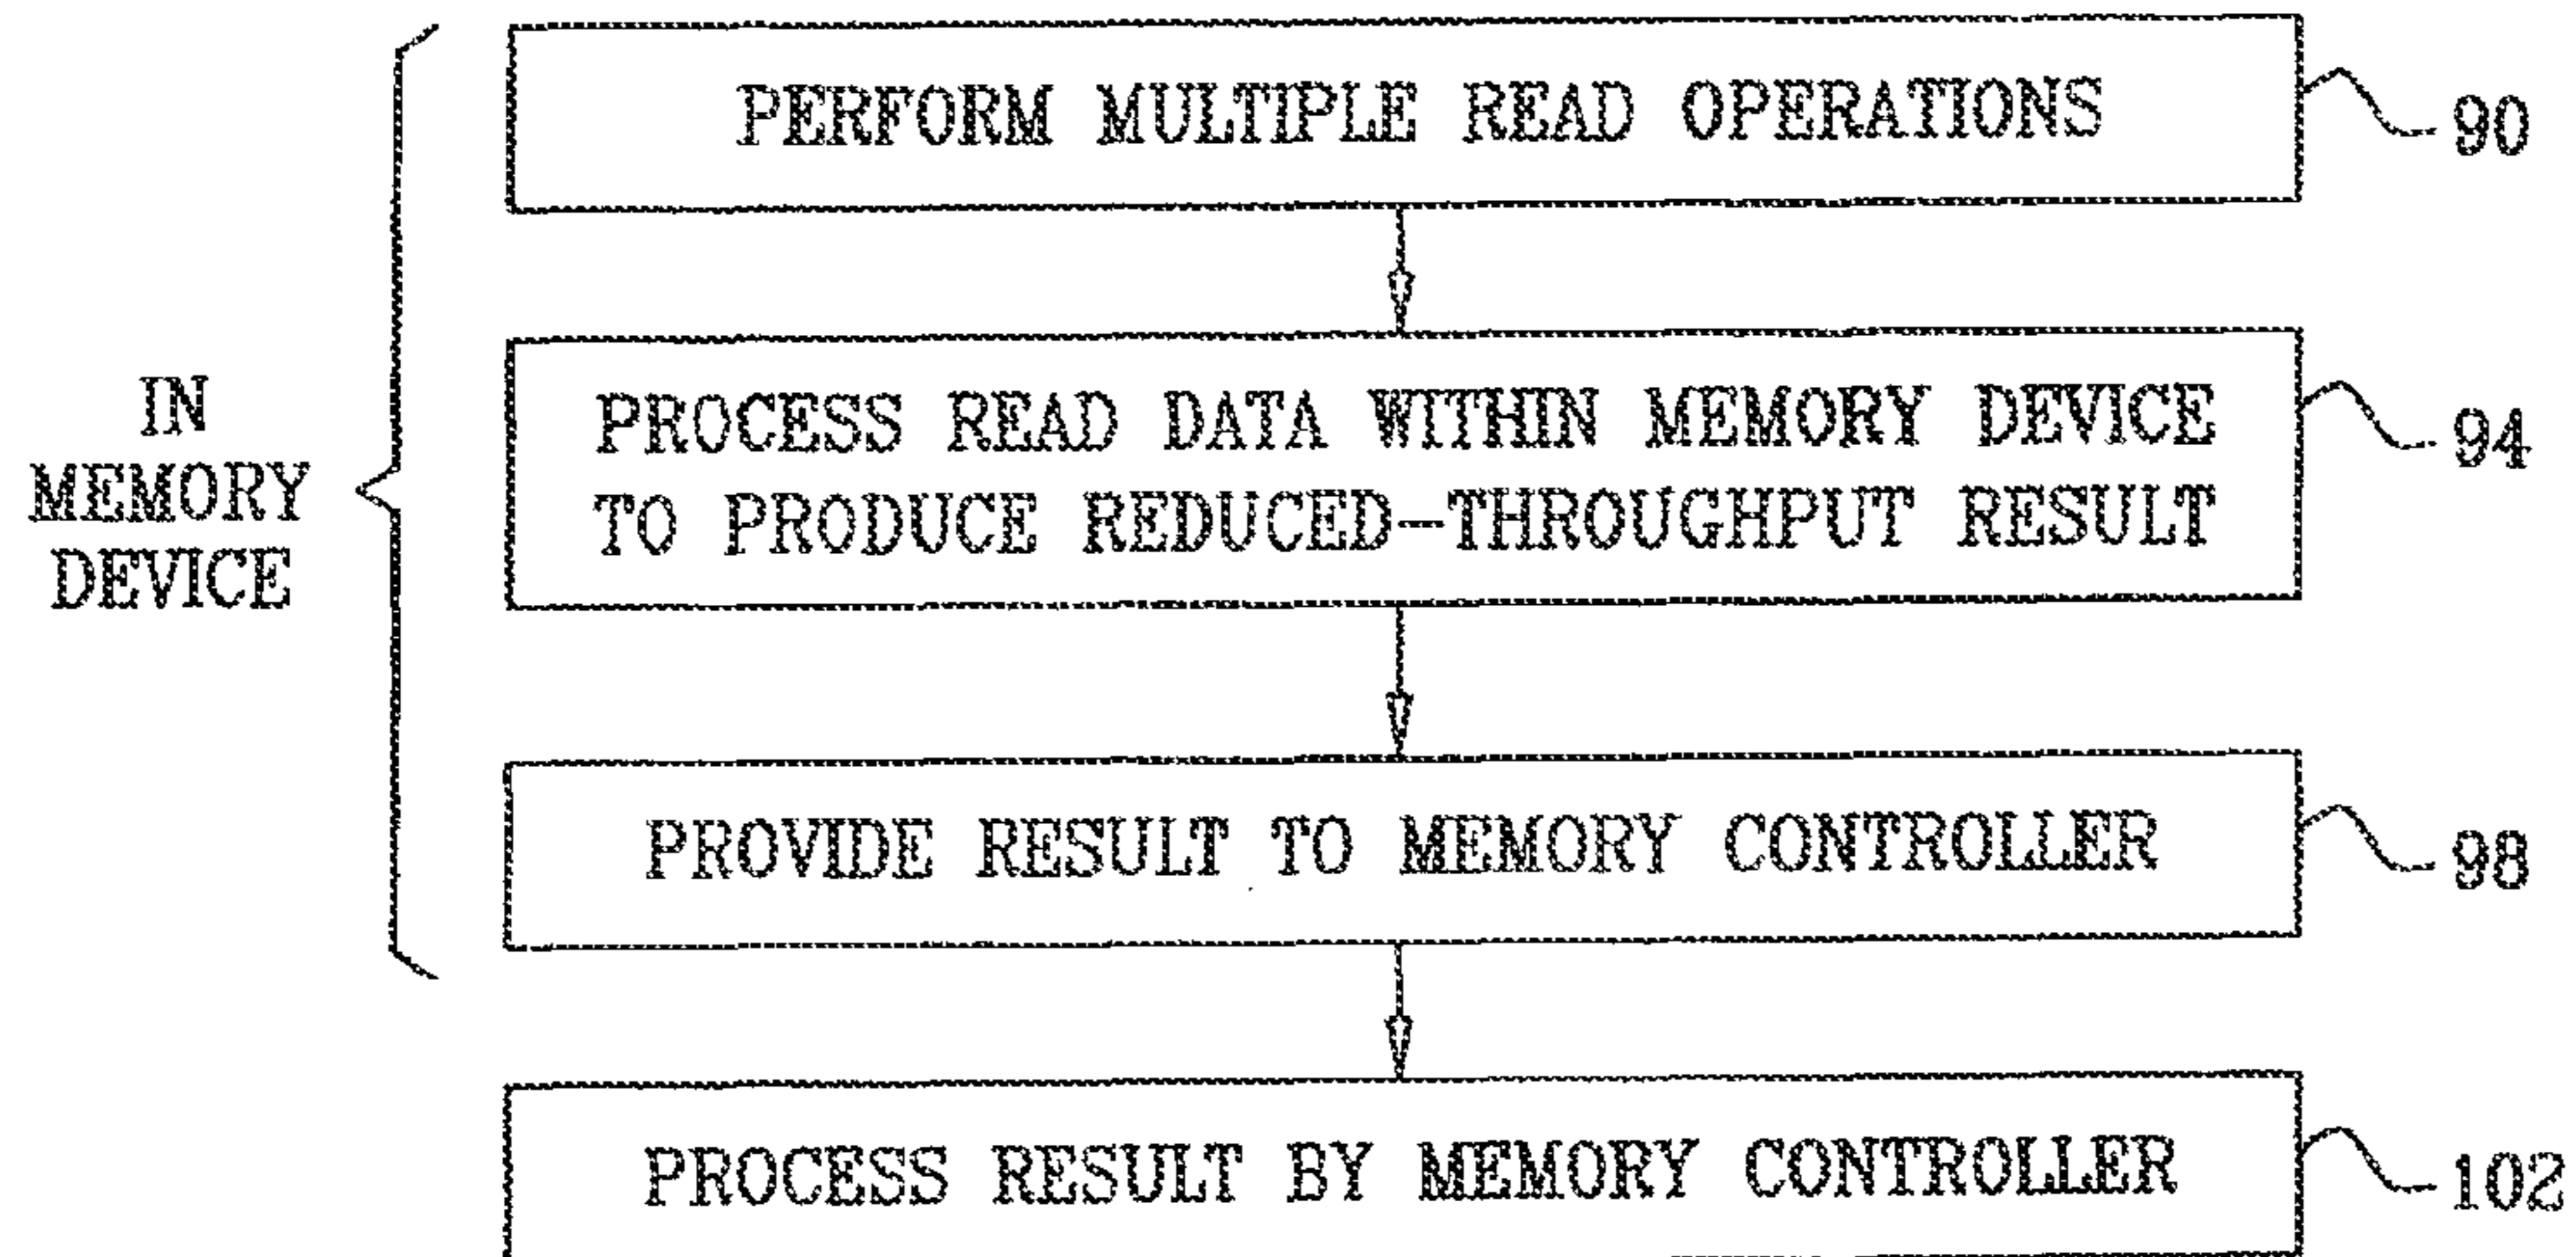 PERFORM MULTIPLE READ OPERATIONS
90
IN
MEMORY
DEVICE
PROCESS READ DATA WITHIN MEMORY DEVICE
TO PRODUCE REDUCED-THROUGHPUT RESULT
94
PROVIDE RESULT TO MEMORY CONTROLLER
98
PROCESS RESULT BY MEMORY CONTROLLER
102